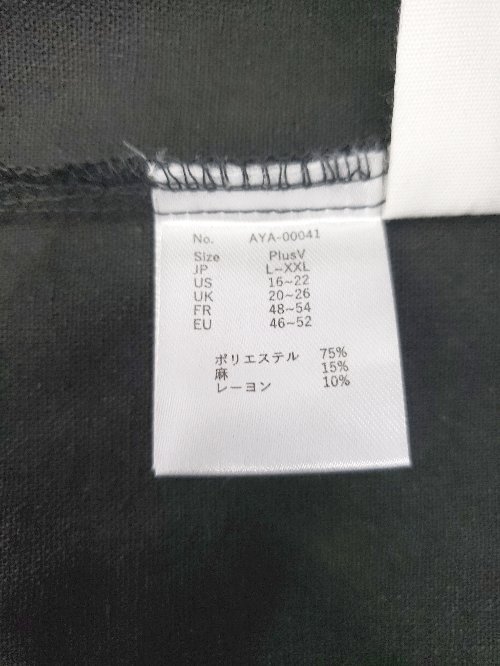 No. AYA-00041
Size PlusV
JP L~XXL
US 16~22
UK 20~26
FR 48~54
EU 46~52
ポリエステル 75%
麻 15%
レーヨン 10%